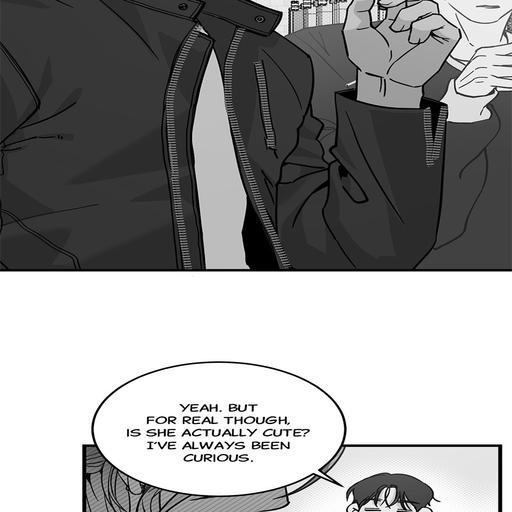 YEAH. BUT
FOR REAL THOUGH,
IS SHE ACTUALLY CUTE?
I'VE ALWAYS BEEN
CURIOUS.